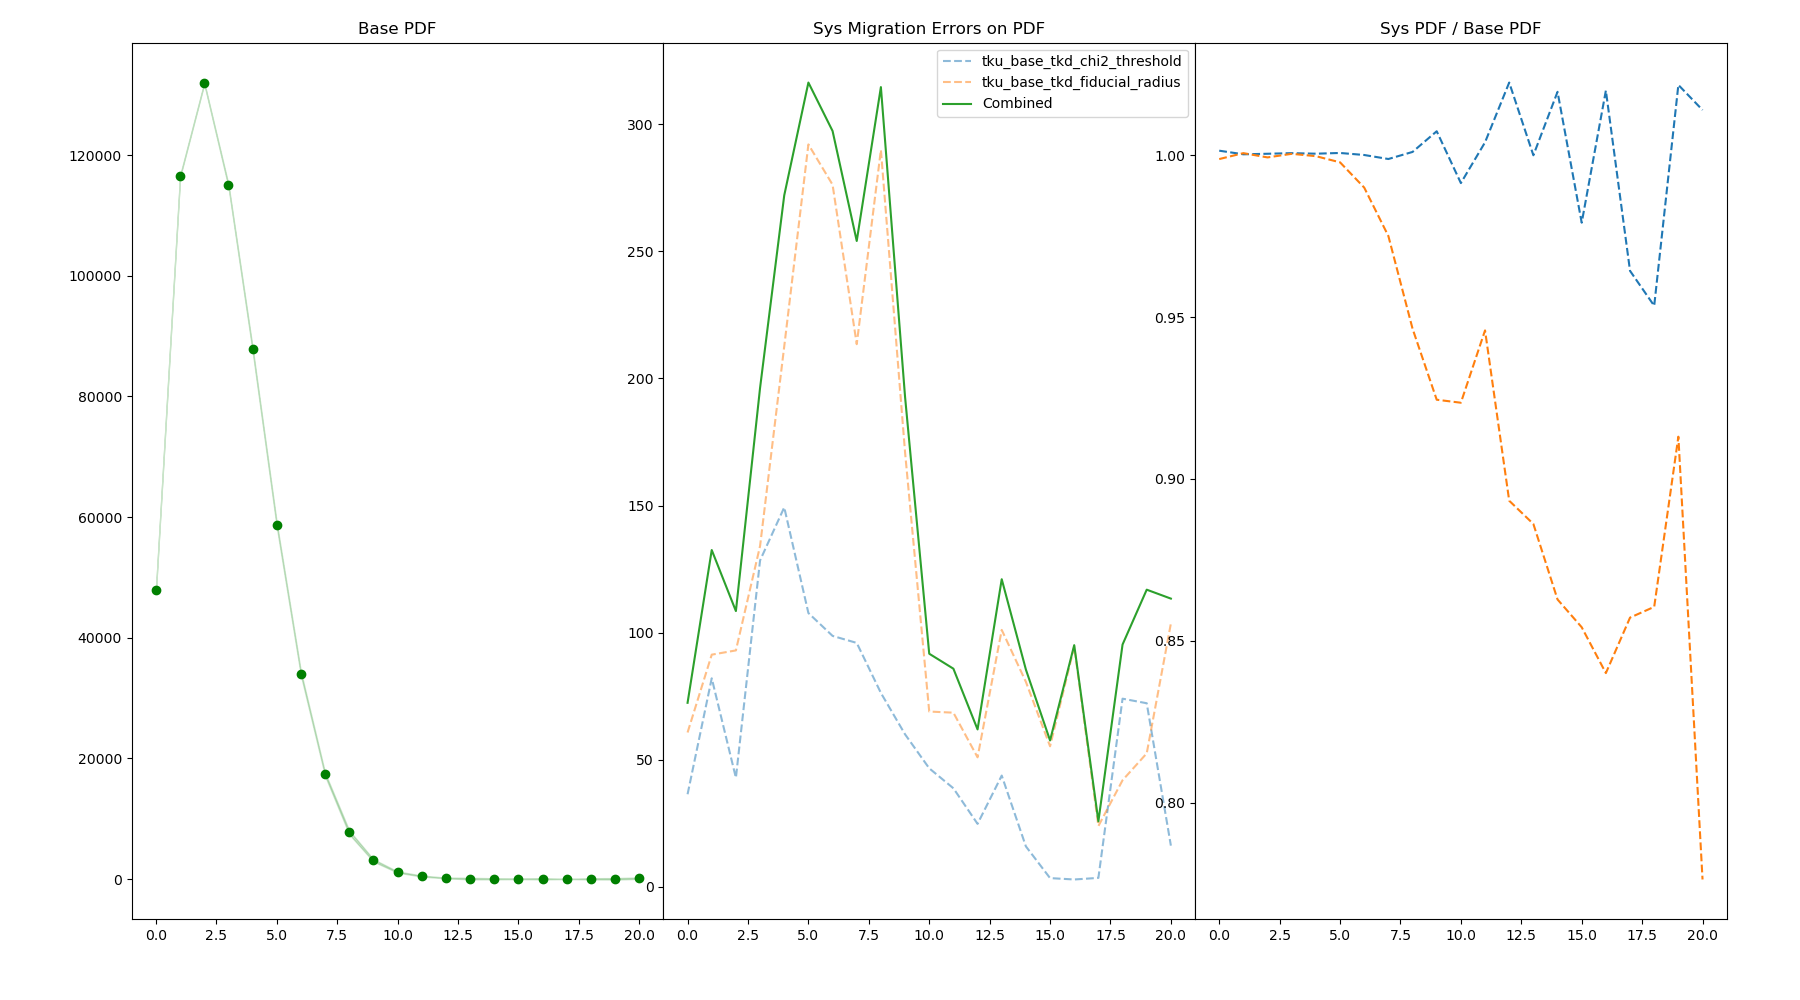 Base PDF
Sys Migration Errors on PDF
Sys PDF / Base PDF
120000
100000
80000
60000
40000
20000
0
0.0 2.5 5.0 7.5 10.0 12.5 15.0 17.5 20.0
tku_base_tkd_chi2_threshold
tku_base_tkd_fiducial_radius
Combined
300
250
200
150
100
50
0
0.0 2.5 5.0 7.5 10.0 12.5 15.0 17.5 20.0
1.00
0.95
0.90
0.85
0.80
0.0 2.5 5.0 7.5 10.0 12.5 15.0 17.5 20.0